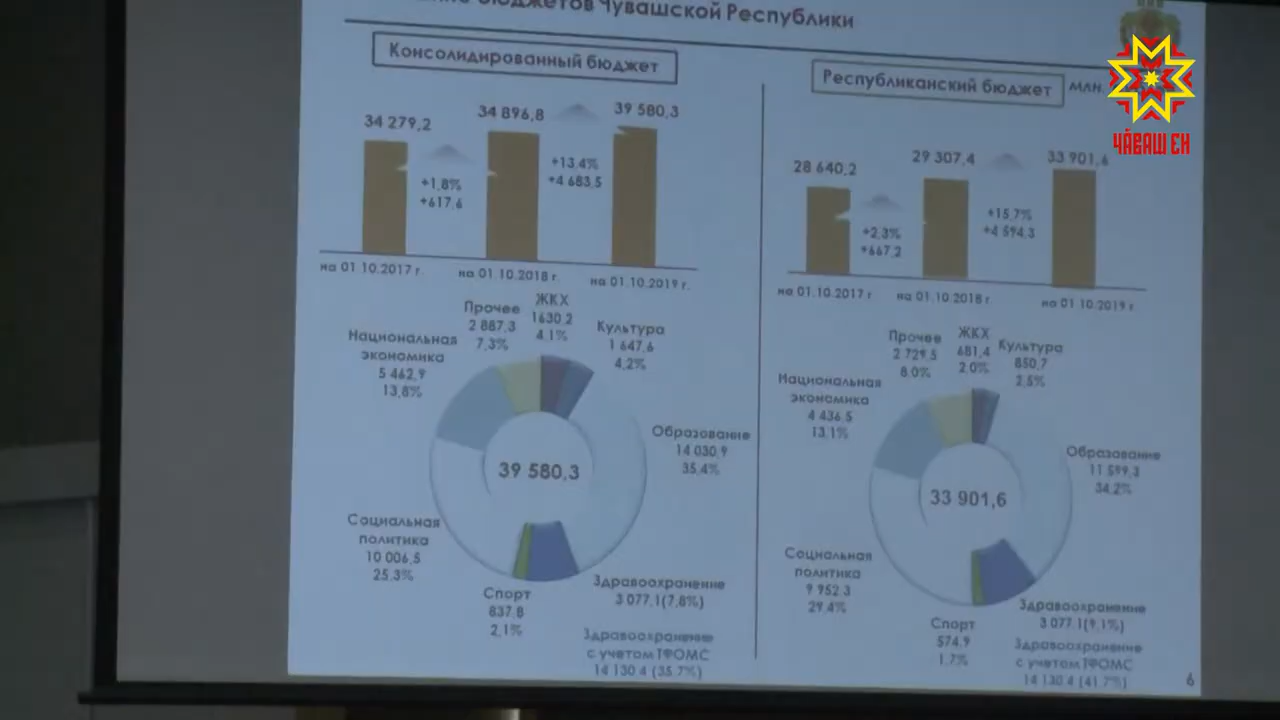 бюджетов Чувашской Республики
Консолидированный бюджет
34 279,2
34 896,8
39 580,3
+1,8%
+617,6
+13,4%
+4 683,5
на 01.10.2017 г.
на 01.10.2018 г.
на 01.10.2019 г.
Прочее
2 887,3
7,3%
ЖКХ
1630,2
4,1%
Культура
1 647,6
4,2%
Национальная
экономика
5 462,9
13,8%
Образование
14 030,9
35,4%
39 580,3
Социальная
политика
10 006,5
25,3%
Спорт
837,8
2,1%
Здравоохранение
3 077,1(7,8%)
Здравоохранение
с учетом ТФОМС
14 130,4 (35,7%)
Республиканский бюджет
млн.
28 640,2
29 307,4
33 901,6
+2,3%
+667,2
+15,7%
+4 594,3
на 01.10.2017 г
на 01.10.2018 г.
на 01 10.2019 г.
Прочее
2 729,5
8,0%
ЖКХ
681,4
2,0%
Культура
850,7
2,5%
Национальная
экономика
4 436,5
13,1%
Образование
11 599,3
34,2%
33 901,6
Социальная
политика
9 952,3
29,4%
Спорт
574,9
1,7%
Здравоохранение
3 077,1(9,1%)
Здравоохранение
с учетом ТФОМС
14 130,4 (41,7%)
6
ЧӐВАШ ЕН